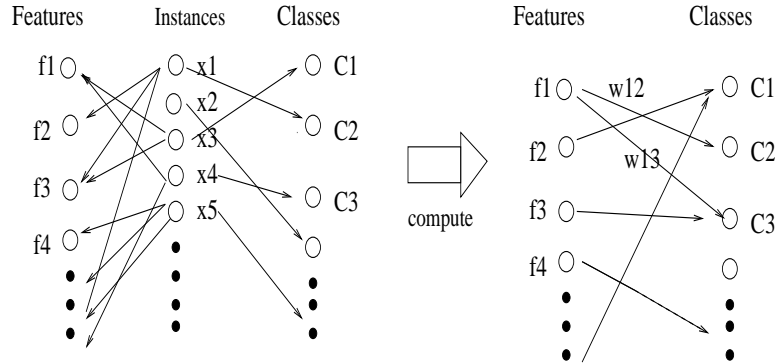 Features Instances Classes
f1 x1 C1
x2
f2 x3 C2
f3 x4 C3
f4 x5
compute
Features Classes
f1 w12 C1
f2 w13 C2
f3 C3
f4